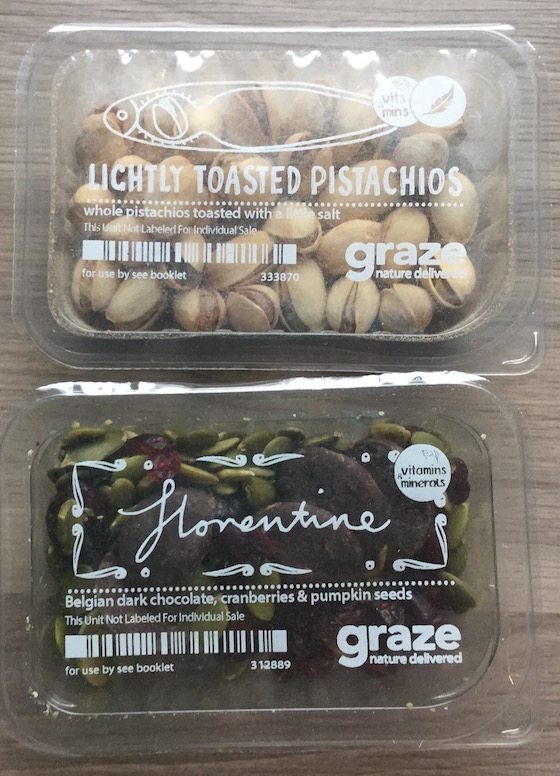 vits
& mins
LIGHTLY TOASTED PISTACHIOS
whole pistachios toasted with a little salt
This Unit Not Labeled For Individual Sale
for use by see booklet 333870
graze
nature delivered
vitamins
& minerals
florentine
Belgian dark chocolate, cranberries & pumpkin seeds
This Unit Not Labeled For Individual Sale
for use by see booklet 312889
graze
nature delivered